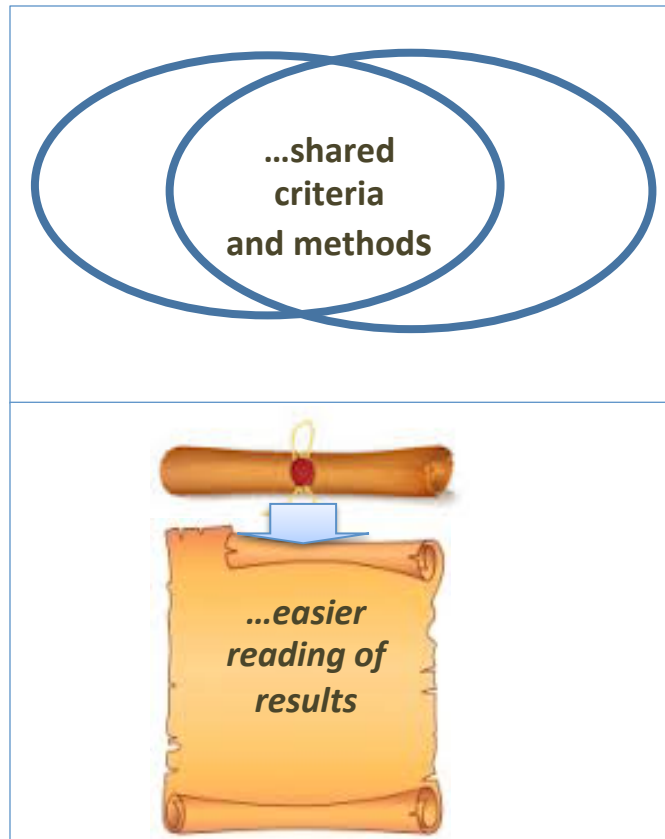 …shared
criteria
and methods
…easier
reading of
results